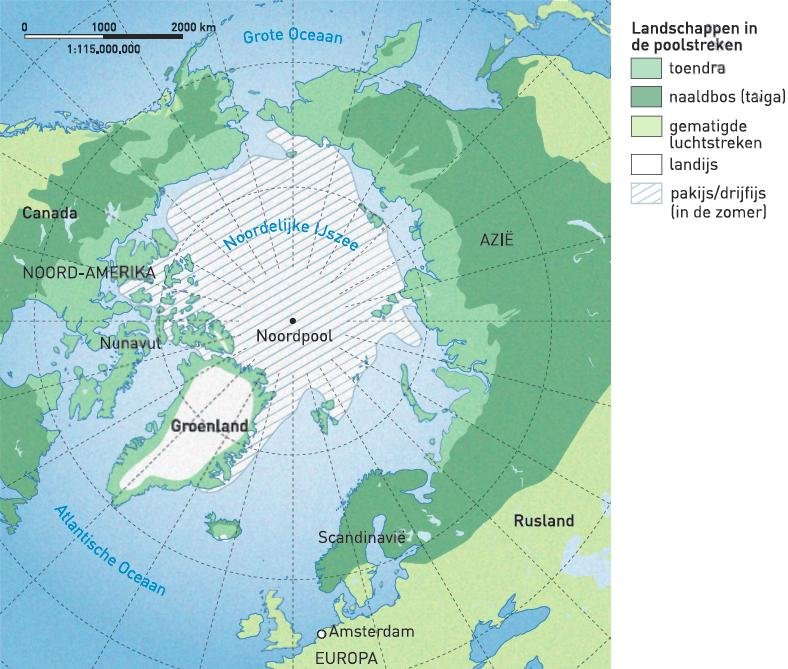 0 1000 2000 km
1:115.000.000
Grote Oceaan
Landschappen in
de poolstreken
toendra
naaldbos (taiga)
gematigde
luchtstreken
landijs
pakijs/drijfijs
(in de zomer)
Canada
Noordelijke IJszee
AZIË
NOORD-AMERIKA
Noordpool
Nunavut
Groenland
Atlantische Oceaan
Rusland
Scandinavië
Amsterdam
EUROPA